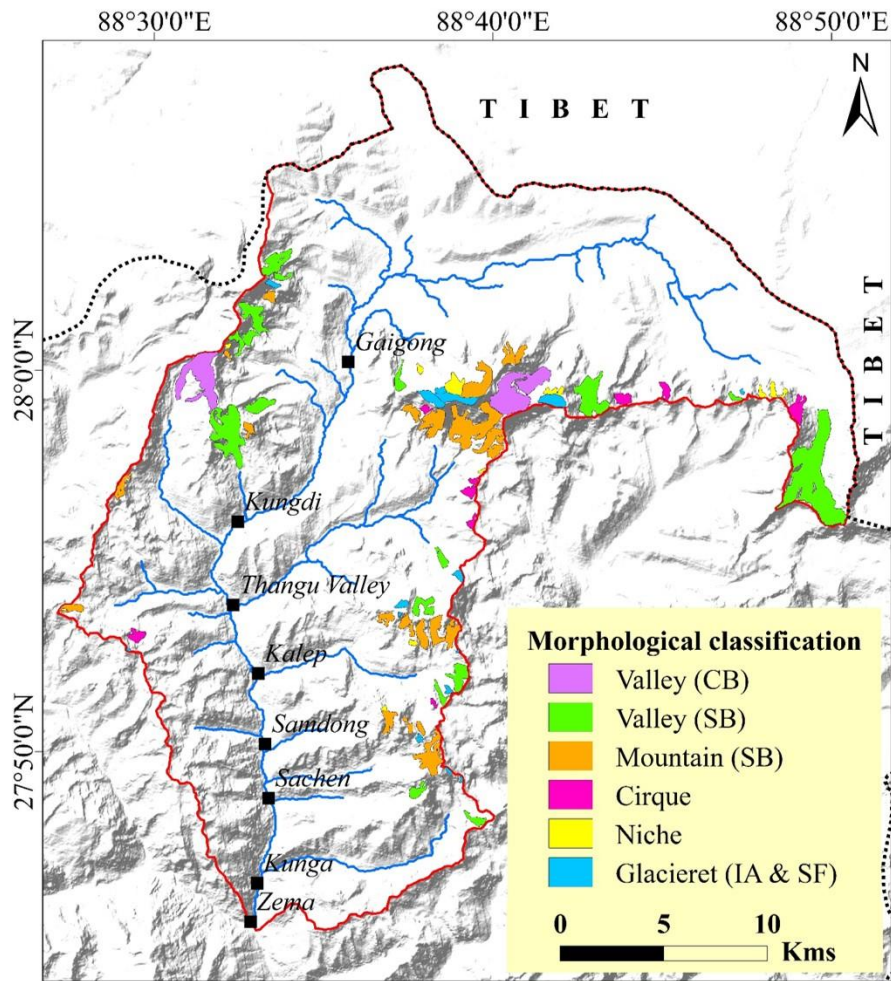 88°30'0"E 88°40'0"E 88°50'0"E
N
TIBET
TIBET
28°0'0"N
Gaigong
Kungdi
Thangu Valley
Kalep
Samdong
27°50'0"N
Sachen
Kunga
Zema
Morphological classification
Valley (CB)
Valley (SB)
Mountain (SB)
Cirque
Niche
Glacieret (IA & SF)
0 5 10
Kms